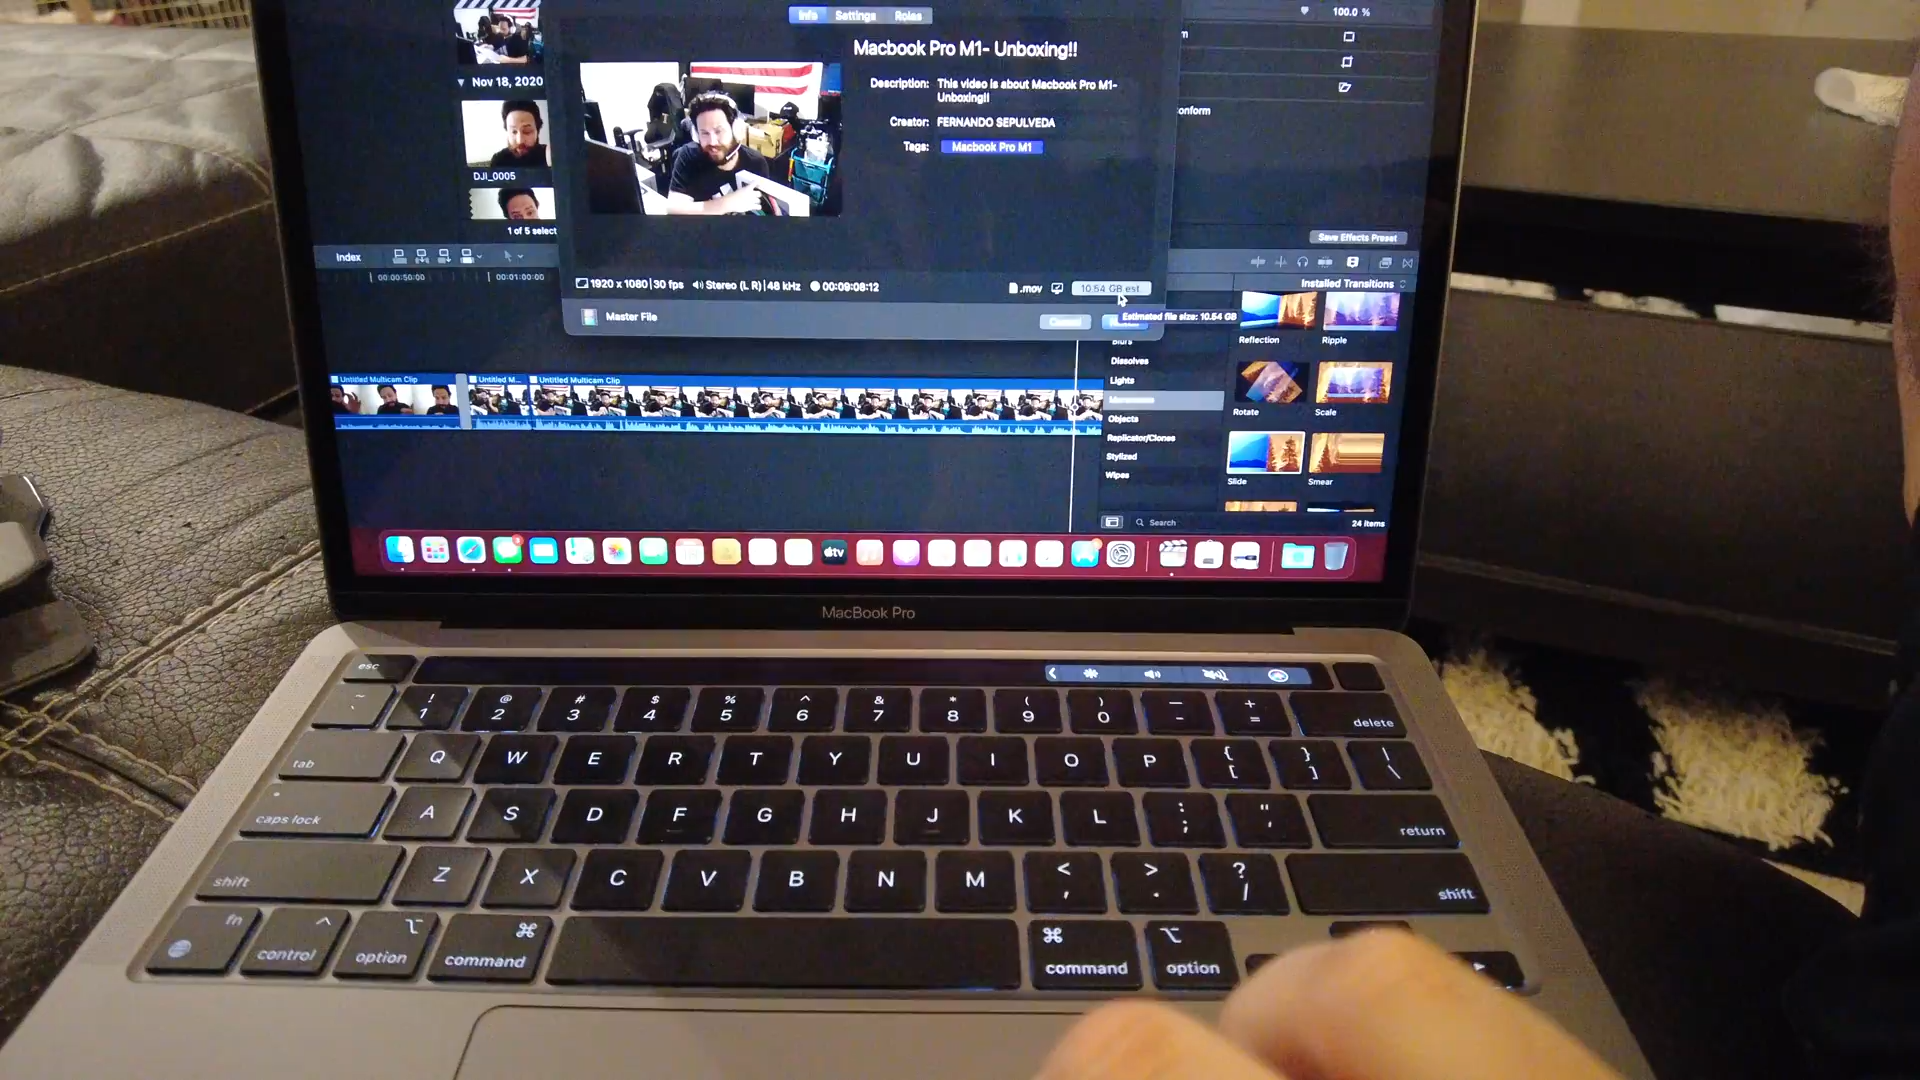 Info Settings Roles
100.0 %
Macbook Pro M1- Unboxing!!
Nov 18, 2020
Description: This video is about Macbook Pro M1-
Unboxing!!
Creator: FERNANDO SEPULVEDA
Tags: Macbook Pro M1
onform
DJI_0005
1 of 5 select
Save Effects Preset
Index
00:00:50:00 00:01:00:00
1920 x 1080 | 30 fps Stereo (L R) | 48 kHz 00:09:08:12
.mov 10.54 GB est.
Installed Transitions
Master File
Cancel
Estimated file size: 10.54 GB
Blurs
Reflection Ripple
Dissolves
Lights
Movements
Objects
Replicator/Clones
Stylized
Wipes
Rotate Scale
Slide Smear
Search
24 items
Untitled Multicam Clip Untitled M... Untitled Multicam Clip
tv
MacBook Pro
esc
~ ! @ # $ % ^ & * ( ) — +
` 1 2 3 4 5 6 7 8 9 0 - = delete
tab Q W E R T Y U I O P { [ } ] | \
caps lock A S D F G H J K L : ; " ' return
shift Z X C V B N M < , > . ? / shift
fn control option command command option